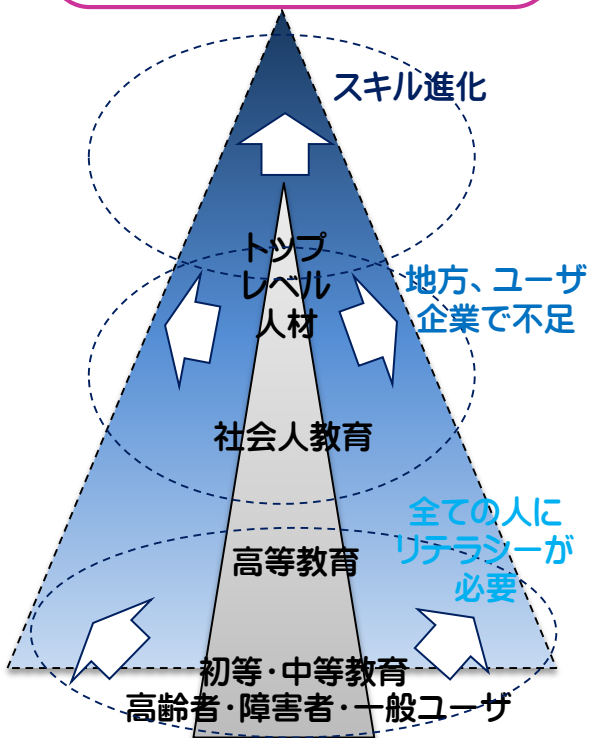 スキル進化
トップ
レベル
人材
地方、ユーザ
企業で不足
社会人教育
全ての人に
リテラシーが
必要
高等教育
初等・中等教育
高齢者・障害者・一般ユーザ